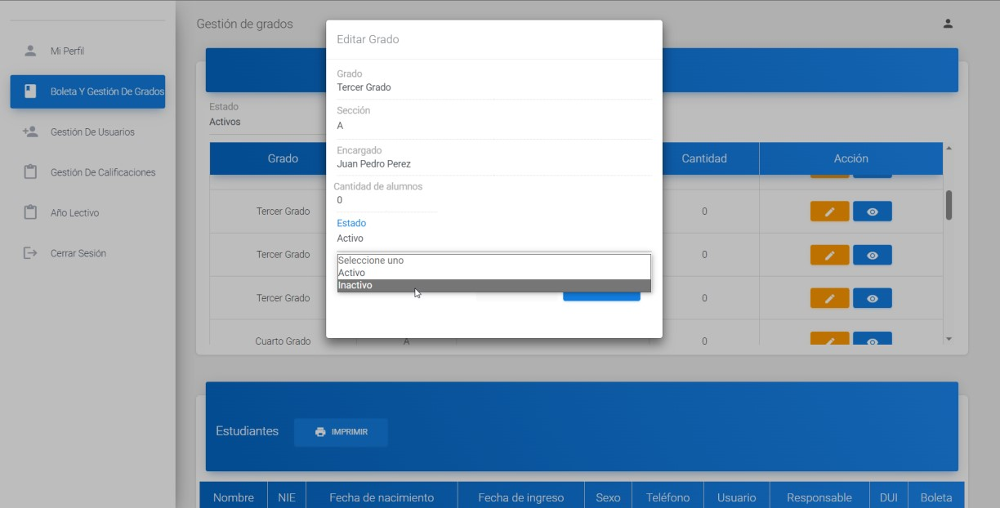 Mi Perfil
Boleta Y Gestión De Grados
Gestión De Usuarios
Gestión De Calificaciones
Año Lectivo
Cerrar Sesión
Gestión de grados
Estado
Activos
Grado
Cantidad
Acción
Tercer Grado
0
Tercer Grado
0
Tercer Grado
0
Cuarto Grado
A
0
Editar Grado
Grado
Tercer Grado
Sección
A
Encargado
Juan Pedro Perez
Cantidad de alumnos
0
Estado
Activo
Seleccione uno
Activo
Inactivo
Estudiantes
IMPRIMIR
Nombre
NIE
Fecha de nacimiento
Fecha de ingreso
Sexo
Teléfono
Usuario
Responsable
DUI
Boleta